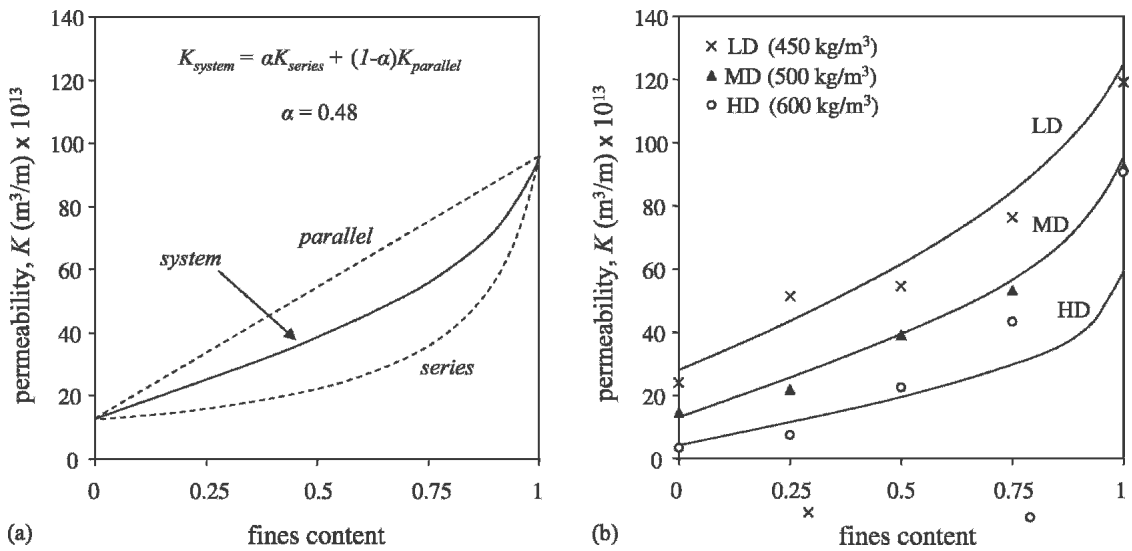 140
120
100
80
60
40
20
0
permeability, K (m³/m) x 10¹³
K_system = αK_series + (1-α)K_parallel
α = 0.48
parallel
system
series
0 0.25 0.5 0.75 1
fines content
(a)
140
120
100
80
60
40
20
0
permeability, K (m³/m) x 10¹³
× LD (450 kg/m³)
▲ MD (500 kg/m³)
○ HD (600 kg/m³)
LD
MD
HD
0 0.25 0.5 0.75 1
fines content
(b)